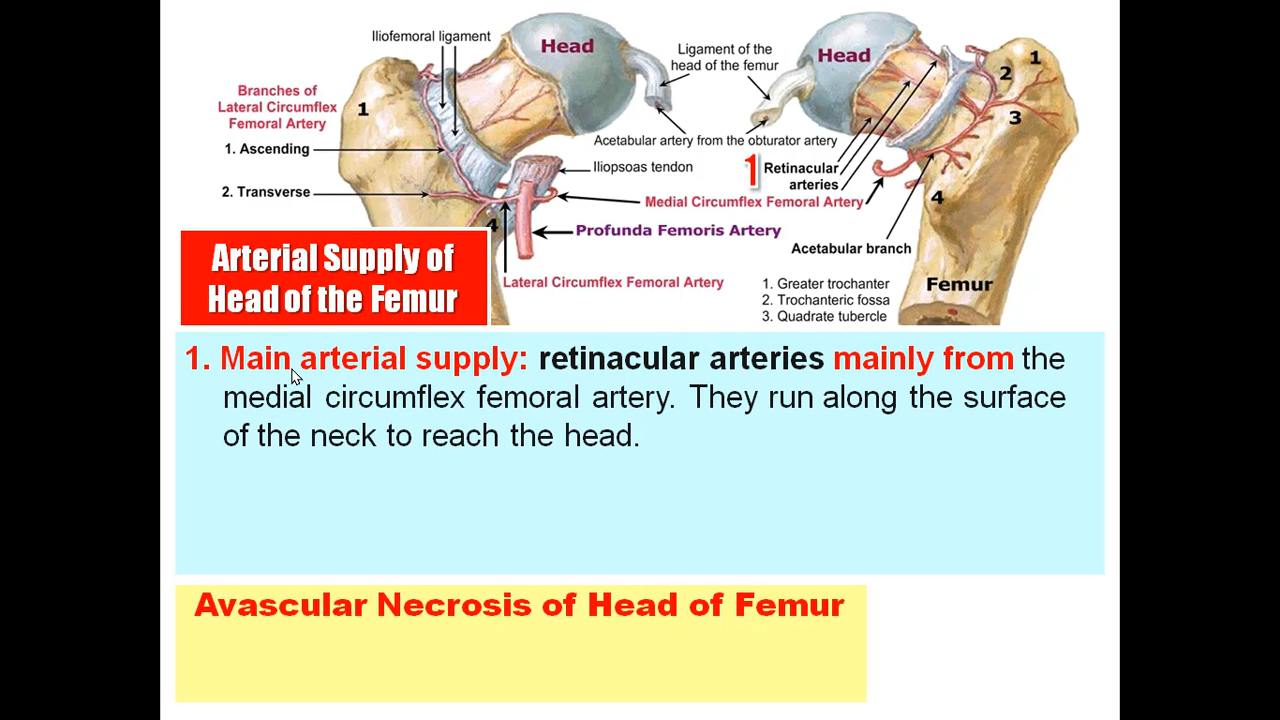 Iliofemoral ligament
Head
Ligament of the
head of the femur
Head
1
2
3
Branches of
Lateral Circumflex
Femoral Artery
1
1. Ascending
Acetabular artery from the obturator artery
Iliopsoas tendon
1
Retinacular
arteries
2. Transverse
Medial Circumflex Femoral Artery
4
4
Profunda Femoris Artery
Acetabular branch
Lateral Circumflex Femoral Artery
1. Greater trochanter
2. Trochanteric fossa
3. Quadrate tubercle
Femur
Arterial Supply of
Head of the Femur
1. Main arterial supply: retinacular arteries mainly from the
medial circumflex femoral artery. They run along the surface
of the neck to reach the head.
Avascular Necrosis of Head of Femur